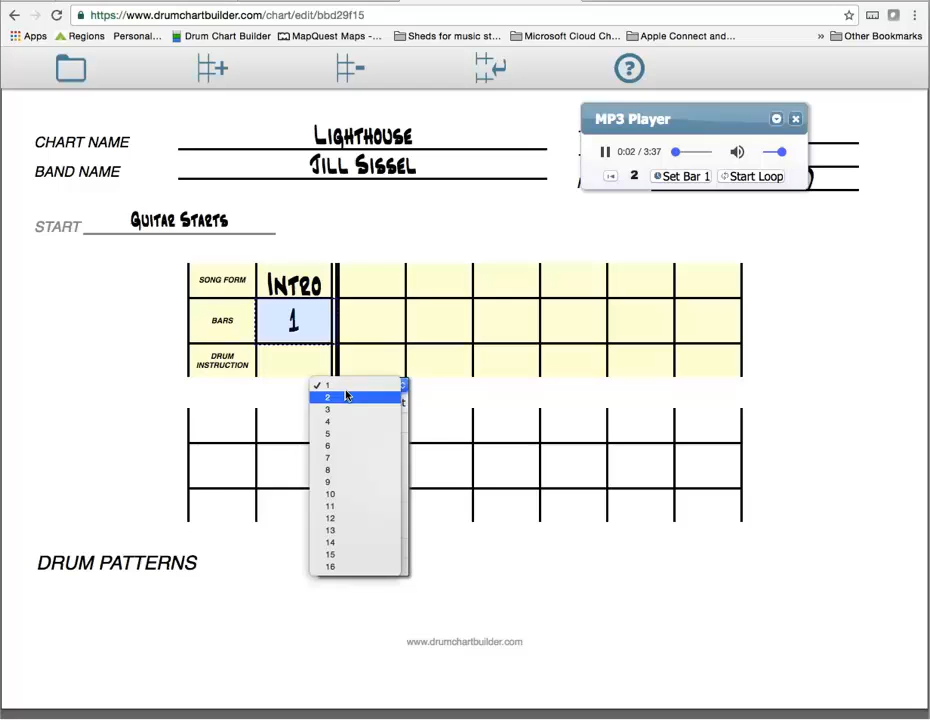 https://www.drumchartbuilder.com/chart/edit/bbd29f15
Apps Regions Personal... Drum Chart Builder MapQuest Maps -... Sheds for music st... Microsoft Cloud Ch... Apple Connect and... » Other Bookmarks
MP3 Player
CHART NAME LIGHTHOUSE
0:02 / 3:37
BAND NAME JILL SISSEL
2 Set Bar 1 Start Loop
START GUITAR STARTS
SONG FORM INTRO
BARS 1
DRUM INSTRUCTION
✓ 1
2
3
4
5
6
7
8
9
10
11
12
13
14
15
16
DRUM PATTERNS
www.drumchartbuilder.com